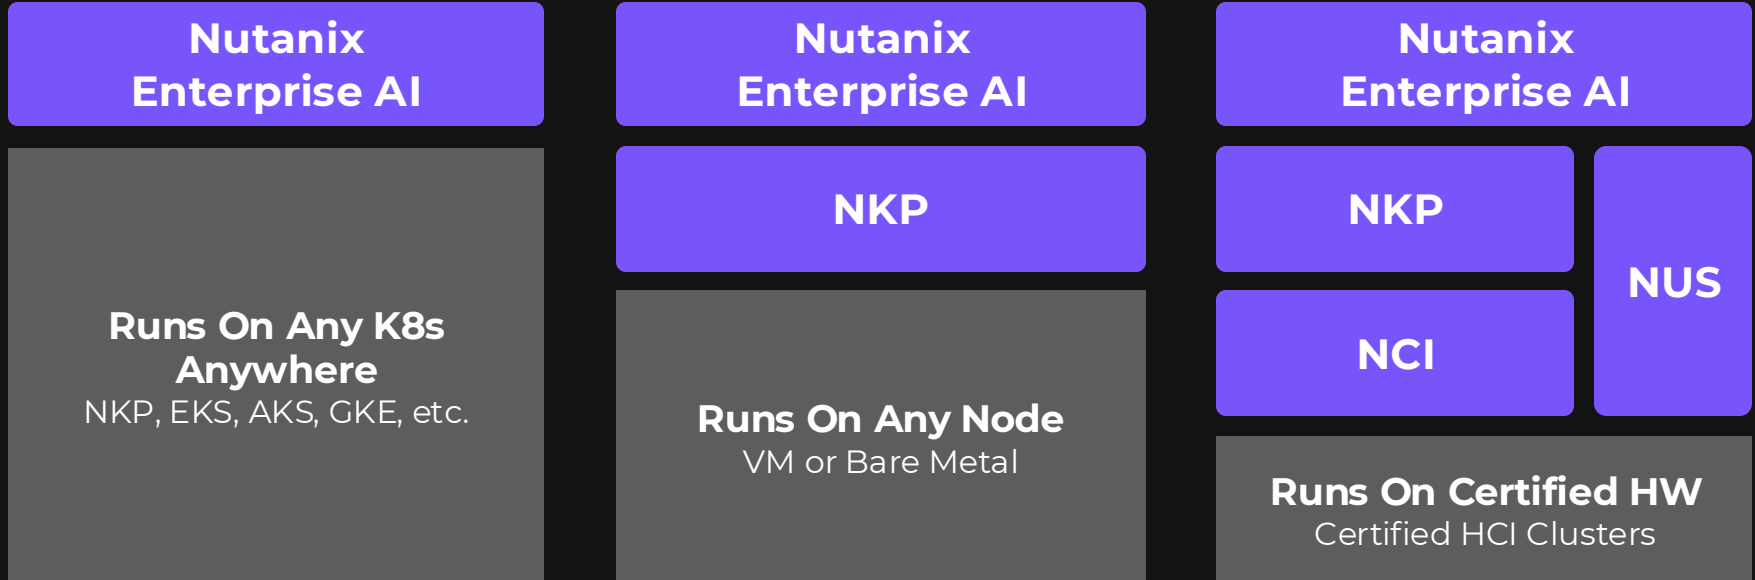 Nutanix
Enterprise AI
Runs On Any K8s
Anywhere
NKP, EKS, AKS, GKE, etc.
Nutanix
Enterprise AI
NKP
Runs On Any Node
VM or Bare Metal
Nutanix
Enterprise AI
NKP
NCI
NUS
Runs On Certified HW
Certified HCI Clusters